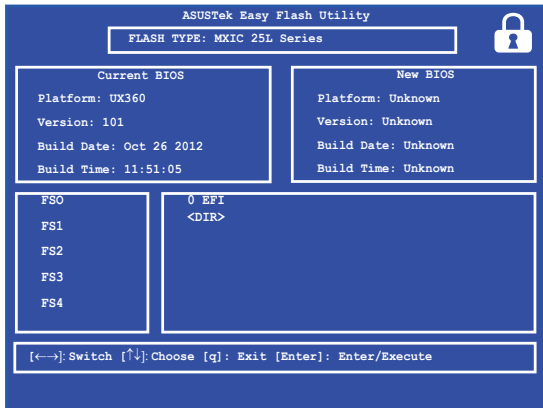 ASUSTek Easy Flash Utility
FLASH TYPE: MXIC 25L Series
Current BIOS
Platform: UX360
Version: 101
Build Date: Oct 26 2012
Build Time: 11:51:05
New BIOS
Platform: Unknown
Version: Unknown
Build Date: Unknown
Build Time: Unknown
FSO
FS1
FS2
FS3
FS4
0 EFI
<DIR>
[←→]: Switch [↑↓]: Choose [q]: Exit [Enter]: Enter/Execute